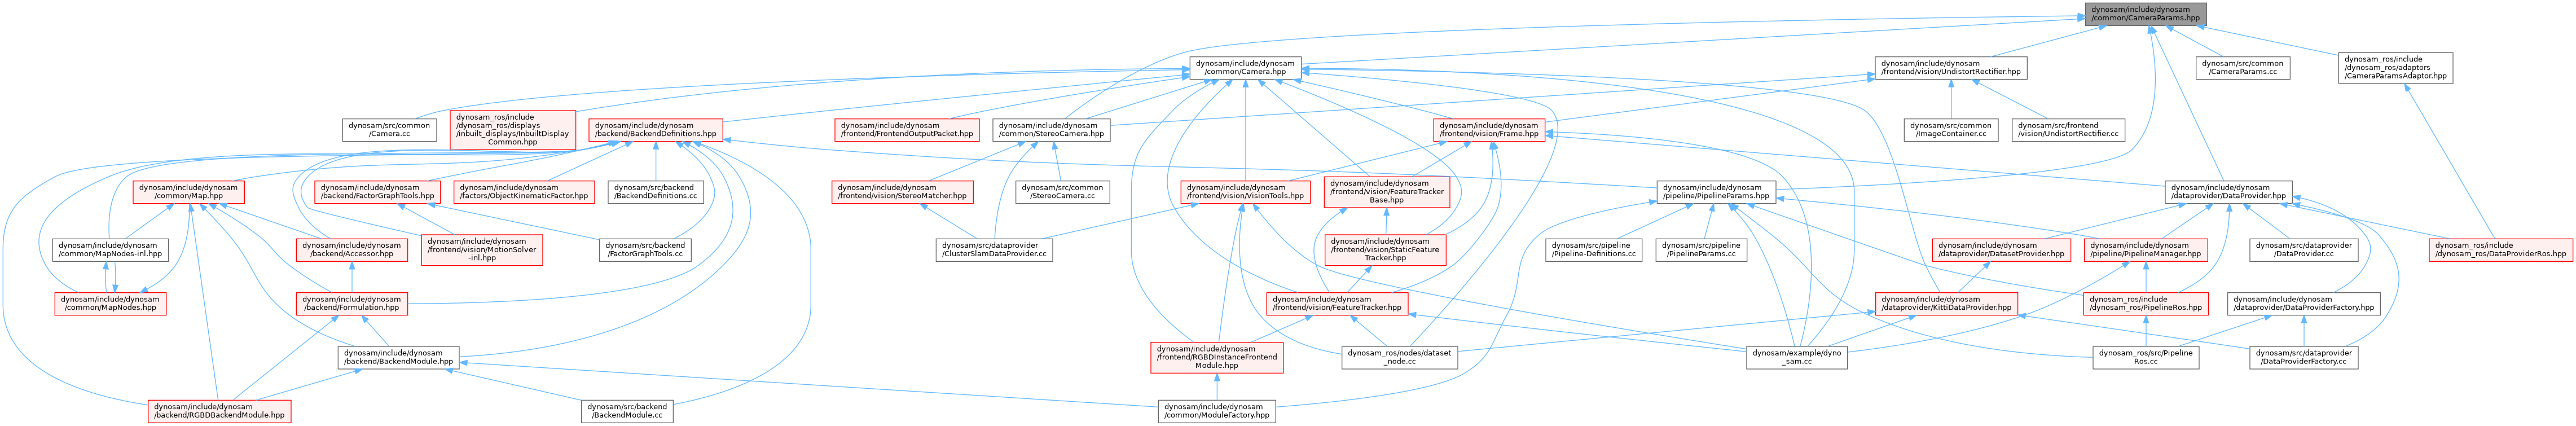 dynosam/include/dynosam
/common/CameraParams.hpp
dynosam/include/dynosam
/common/Camera.hpp
dynosam/include/dynosam
/frontend/vision/UndistortRectifier.hpp
dynosam/src/common
/CameraParams.cc
dynosam_ros/include
/dynosam_ros/adaptors
/CameraParamsAdaptor.hpp
dynosam/src/common
/Camera.cc
dynosam_ros/include
/dynosam_ros/displays
/inbuilt_displays/InbuiltDisplay
Common.hpp
dynosam/include/dynosam
/backend/BackendDefinitions.hpp
dynosam/include/dynosam
/frontend/FrontendOutputPacket.hpp
dynosam/include/dynosam
/common/StereoCamera.hpp
dynosam/include/dynosam
/frontend/vision/Frame.hpp
dynosam/src/common
/ImageContainer.cc
dynosam/src/frontend
/vision/UndistortRectifier.cc
dynosam/include/dynosam
/common/Map.hpp
dynosam/include/dynosam
/backend/FactorGraphTools.hpp
dynosam/include/dynosam
/factors/ObjectKinematicFactor.hpp
dynosam/src/backend
/BackendDefinitions.cc
dynosam/include/dynosam
/frontend/vision/StereoMatcher.hpp
dynosam/src/common
/StereoCamera.cc
dynosam/include/dynosam
/frontend/vision/VisionTools.hpp
dynosam/include/dynosam
/frontend/vision/FeatureTracker
Base.hpp
dynosam/include/dynosam
/pipeline/PipelineParams.hpp
dynosam/include/dynosam
/dataprovider/DataProvider.hpp
dynosam/include/dynosam
/common/MapNodes-inl.hpp
dynosam/include/dynosam
/backend/Accessor.hpp
dynosam/include/dynosam
/frontend/vision/MotionSolver
-inl.hpp
dynosam/src/backend
/FactorGraphTools.cc
dynosam/src/dataprovider
/ClusterSlamDataProvider.cc
dynosam/include/dynosam
/frontend/vision/StaticFeature
Tracker.hpp
dynosam/src/pipeline
/Pipeline-Definitions.cc
dynosam/src/pipeline
/PipelineParams.cc
dynosam/include/dynosam
/dataprovider/DatasetProvider.hpp
dynosam/include/dynosam
/pipeline/PipelineManager.hpp
dynosam/src/dataprovider
/DataProvider.cc
dynosam_ros/include
/dynosam_ros/DataProviderRos.hpp
dynosam/include/dynosam
/common/MapNodes.hpp
dynosam/include/dynosam
/backend/Formulation.hpp
dynosam/include/dynosam
/frontend/vision/FeatureTracker.hpp
dynosam/include/dynosam
/dataprovider/KittiDataProvider.hpp
dynosam_ros/include
/dynosam_ros/PipelineRos.hpp
dynosam/include/dynosam
/dataprovider/DataProviderFactory.hpp
dynosam/include/dynosam
/backend/BackendModule.hpp
dynosam/include/dynosam
/frontend/RGBDInstanceFrontend
Module.hpp
dynosam_ros/nodes/dataset
_node.cc
dynosam/example/dyno
_sam.cc
dynosam_ros/src/Pipeline
Ros.cc
dynosam/src/dataprovider
/DataProviderFactory.cc
dynosam/include/dynosam
/backend/RGBDBackendModule.hpp
dynosam/src/backend
/BackendModule.cc
dynosam/include/dynosam
/common/ModuleFactory.hpp